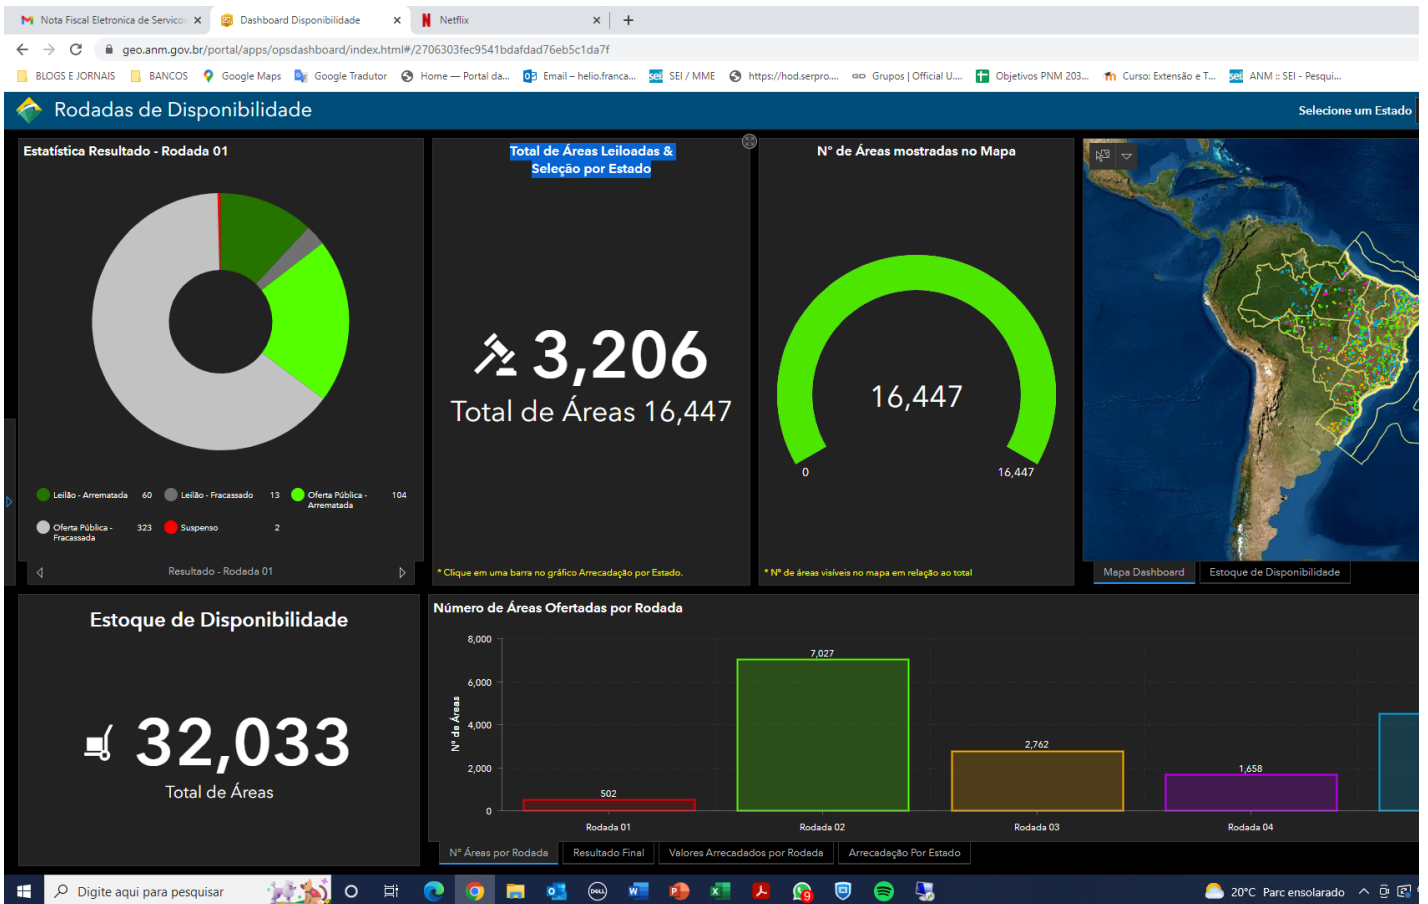 Nota Fiscal Eletronica de Servicos
Dashboard Disponibilidade
Netflix
geo.anm.gov.br/portal/apps/opsdashboard/index.html#/2706303fec9541bdafdad76eb5c1da7f
BLOGS E JORNAIS
BANCOS
Google Maps
Google Tradutor
Home — Portal da...
Email – helio.franca...
SEI / MME
https://hod.serpro....
Grupos | Official U....
Objetivos PNM 203...
Curso: Extensão e T...
ANM :: SEI - Pesqui...
Rodadas de Disponibilidade
Selecione um Estado
Estatística Resultado - Rodada 01
Leilão - Arrematada 60
Leilão - Fracassado 13
Oferta Pública - 104
Arrematada
Oferta Pública - 323
Fracassada
Suspenso 2
Resultado - Rodada 01
Total de Áreas Leiloadas &
Seleção por Estado
3,206
Total de Áreas 16,447
* Clique em uma barra no gráfico Arrecadação por Estado.
N° de Áreas mostradas no Mapa
16,447
0
16,447
* N° de áreas visíveis no mapa em relação ao total
Mapa Dashboard
Estoque de Disponibilidade
Estoque de Disponibilidade
32,033
Total de Áreas
Número de Áreas Ofertadas por Rodada
N° de Áreas
8,000
6,000
4,000
2,000
0
502
7,027
2,762
1,658
Rodada 01
Rodada 02
Rodada 03
Rodada 04
N° Áreas por Rodada
Resultado Final
Valores Arrecadados por Rodada
Arrecadação Por Estado
Digite aqui para pesquisar
DELL
9
20°C Parc ensolarado